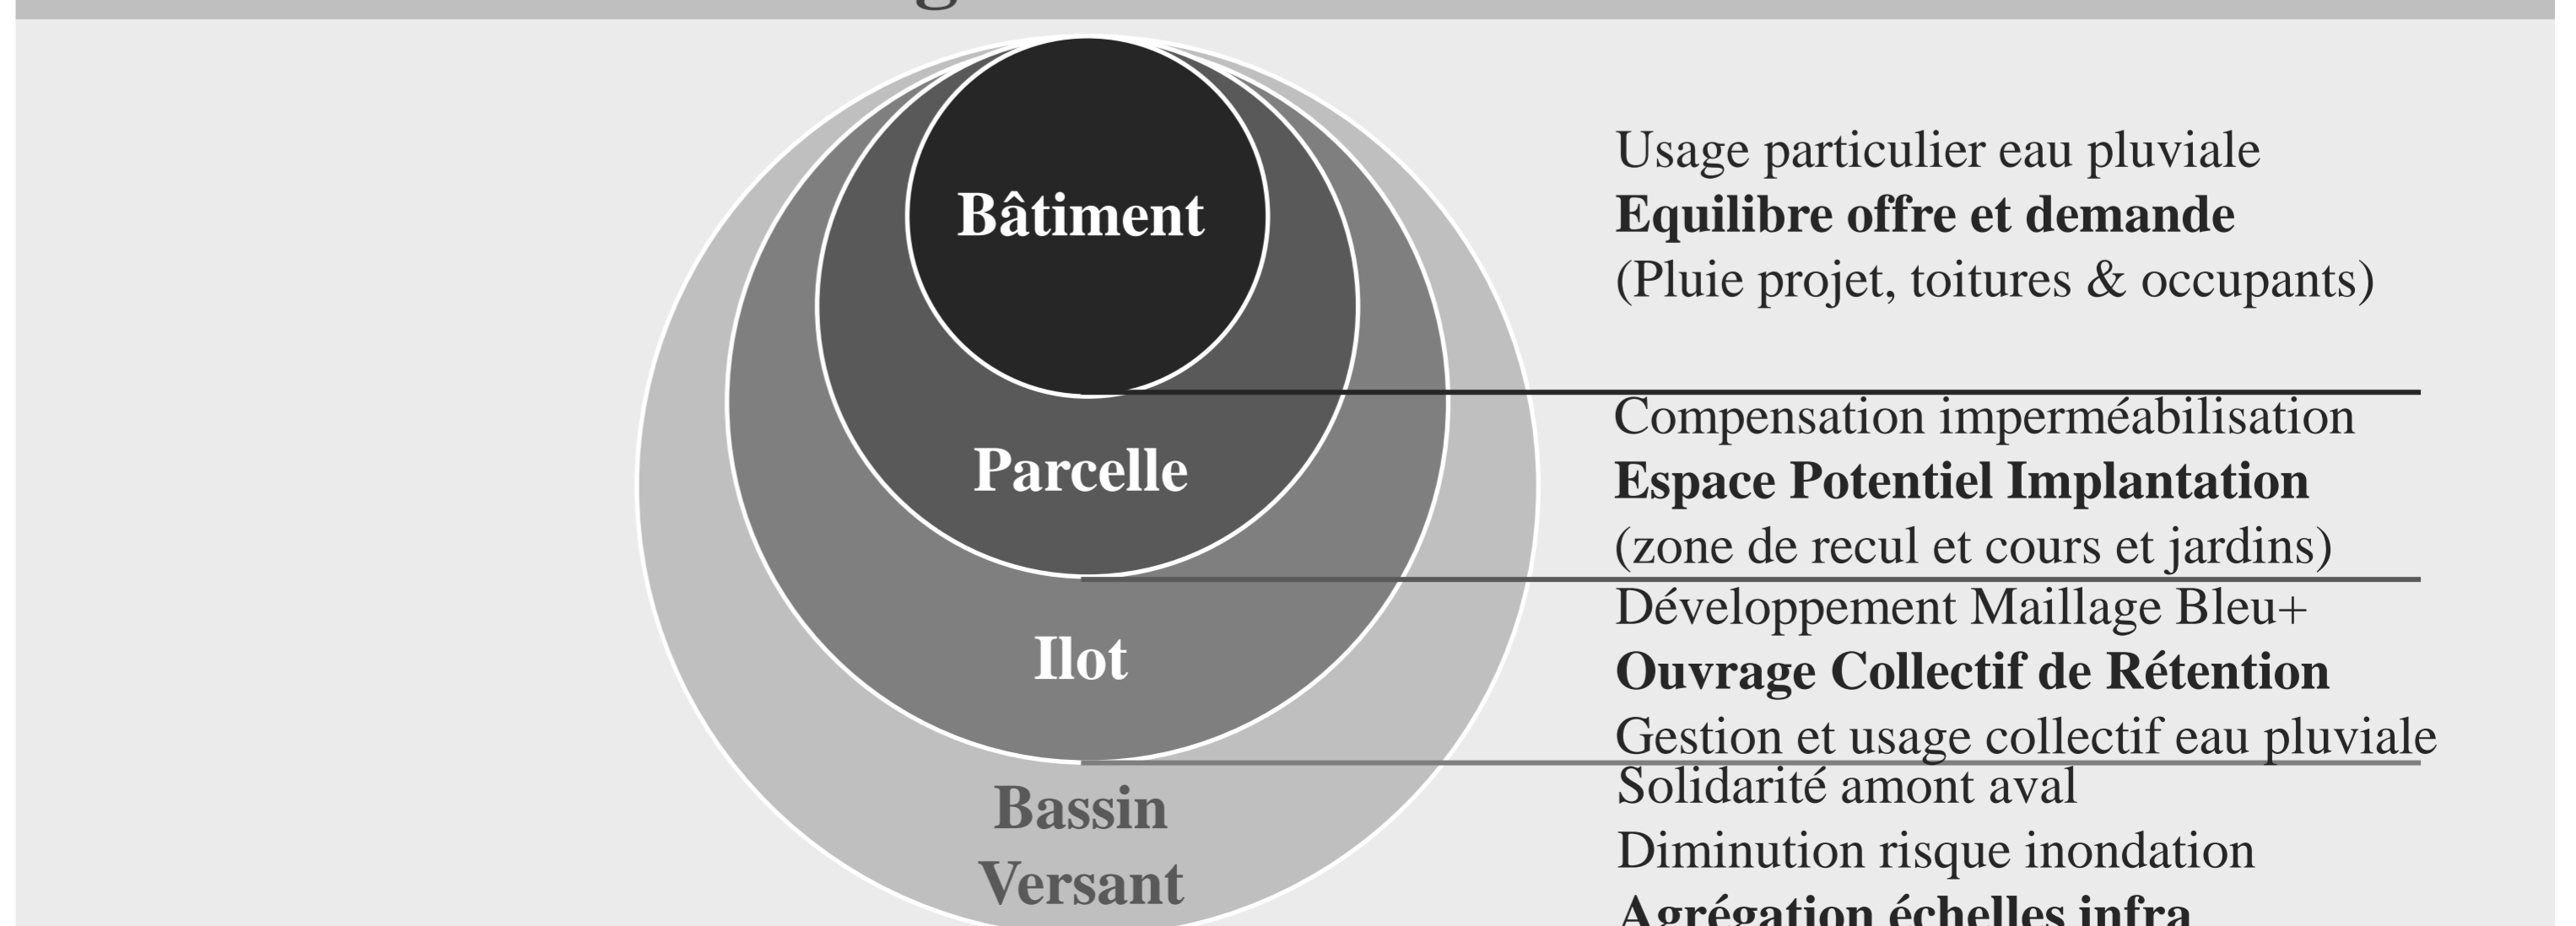 Bâtiment
Usage particulier eau pluviale
Equilibre offre et demande
(Pluie projet, toitures & occupants)
Parcelle
Compensation imperméabilisation
Espace Potentiel Implantation
(zone de recul et cours et jardins)
Ilot
Développement Maillage Bleu+
Ouvrage Collectif de Rétention
Gestion et usage collectif eau pluviale
Bassin
Versant
Solidarité amont aval
Diminution risque inondation
Agrégation échelles infra